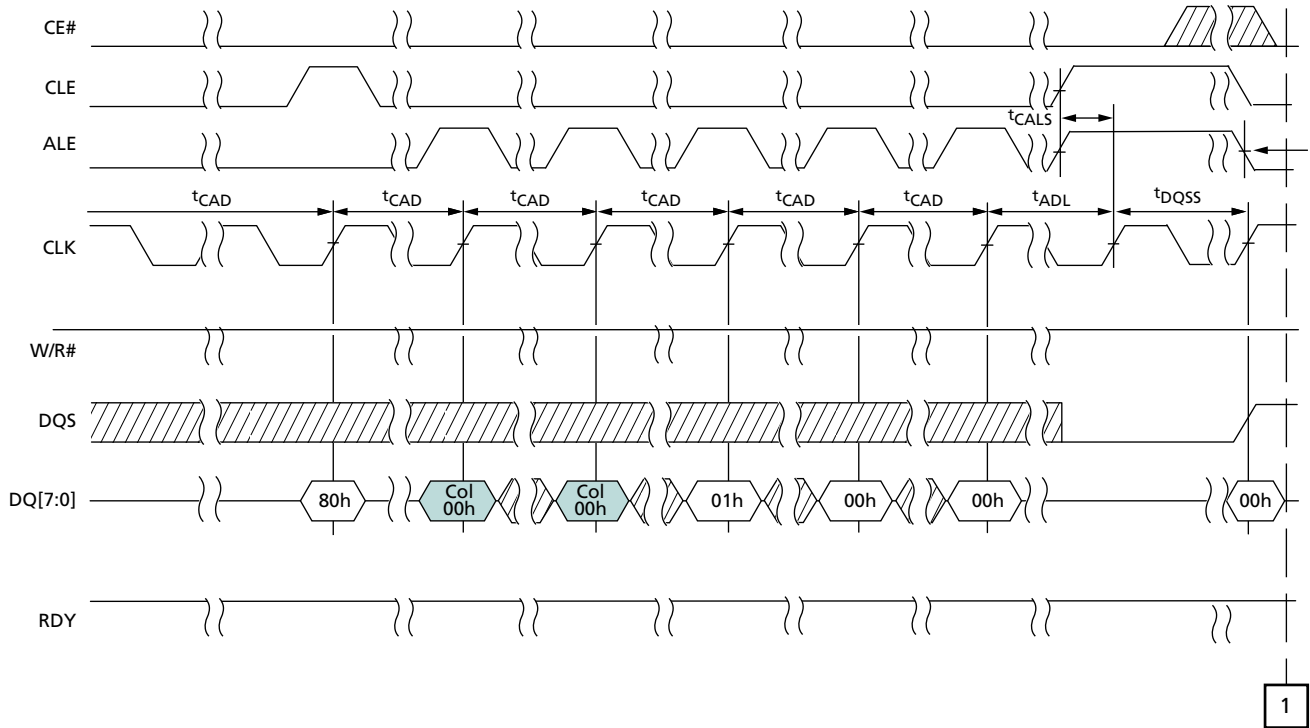 CE#
CLE
tCALS
ALE
tCAD tCAD tCAD tCAD tCAD tCAD tADL tDQSS
CLK
W/R#
DQS
DQ[7:0] 80h Col 00h Col 00h 01h 00h 00h 00h
RDY
1